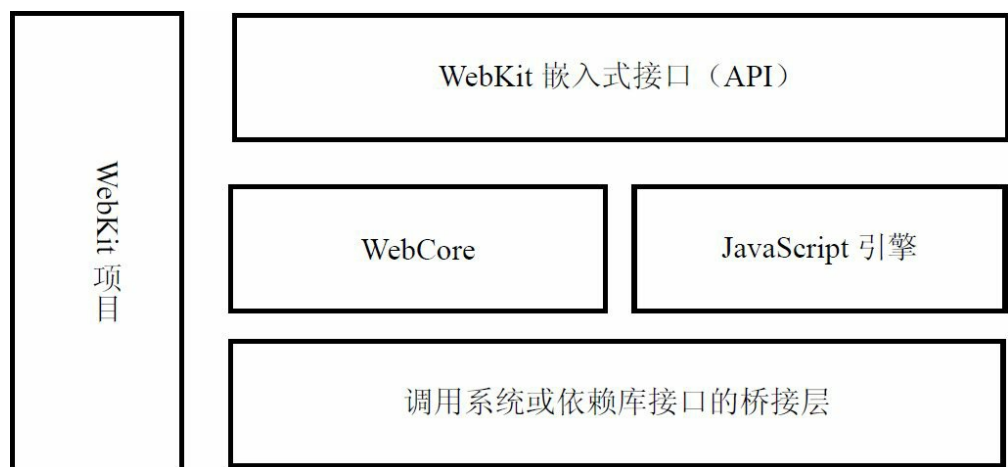 WebKit 项目
WebKit 嵌入式接口（API）
WebCore
JavaScript 引擎
调用系统或依赖库接口的桥接层